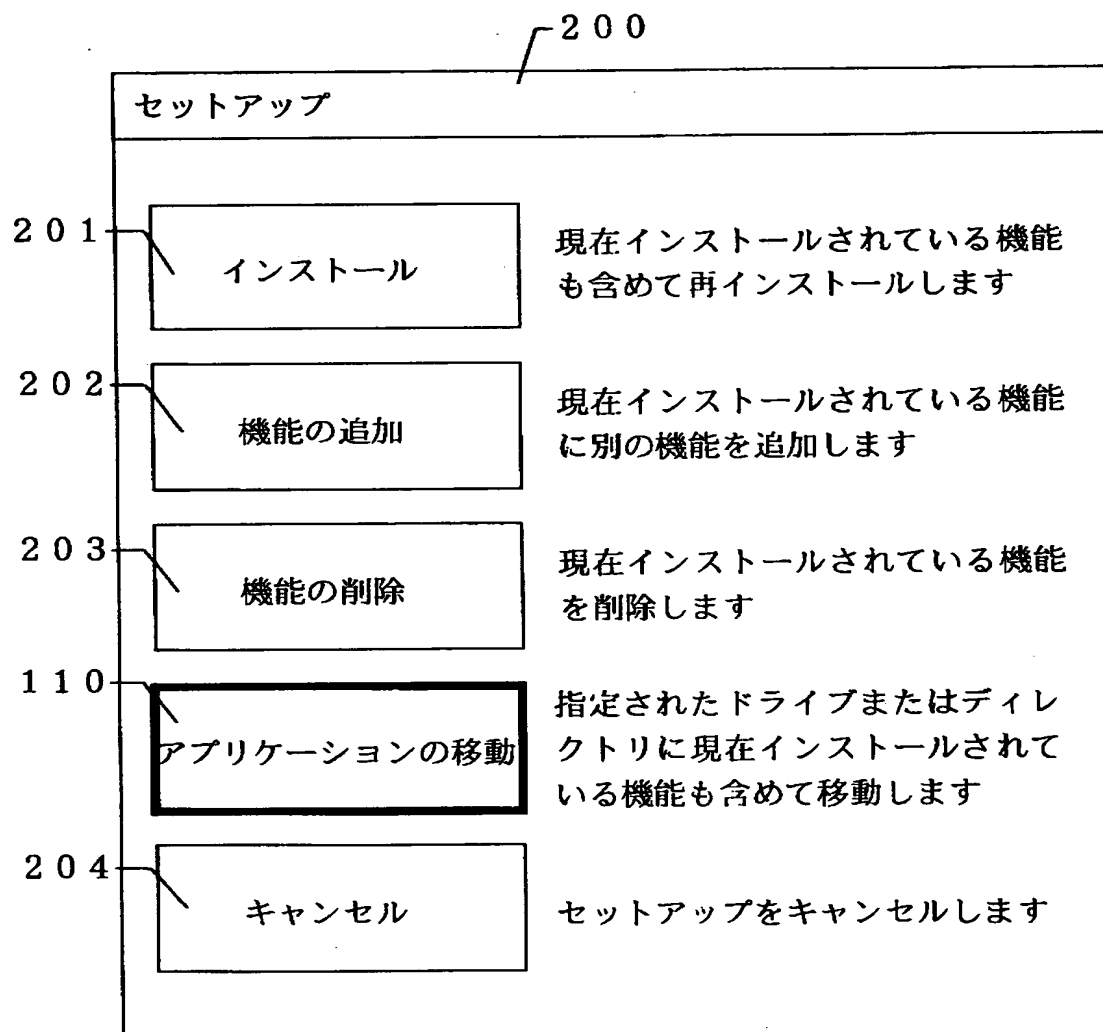 ２００
セットアップ
２０１
インストール
現在インストールされている機能
も含めて再インストールします
２０２
機能の追加
現在インストールされている機能
に別の機能を追加します
２０３
機能の削除
現在インストールされている機能
を削除します
１１０
アプリケーションの移動
指定されたドライブまたはディレ
クトリに現在インストールされて
いる機能も含めて移動します
２０４
キャンセル
セットアップをキャンセルします